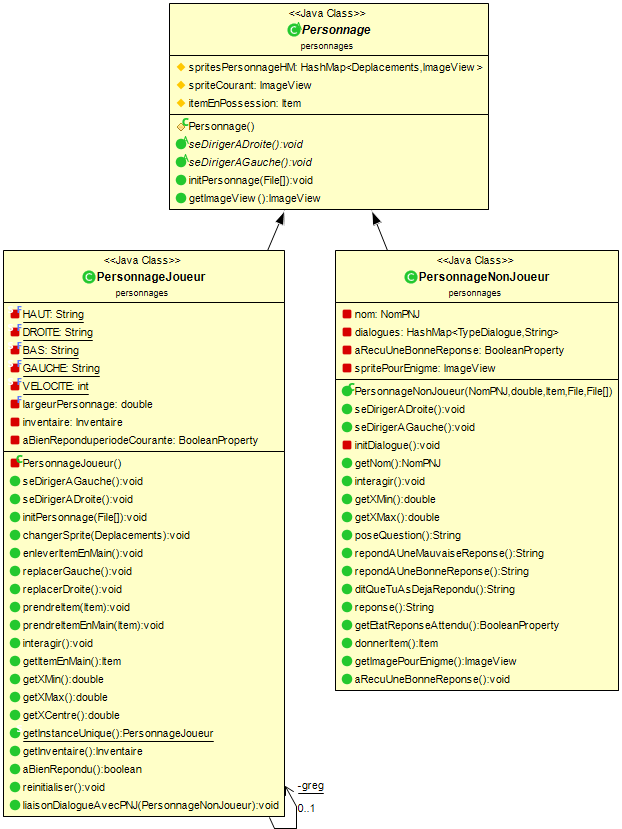 <<Java Class>>
Personnage
personnages
spritesPersonnageHM: HashMap<Deplacements,ImageView >
spriteCourant: ImageView
itemEnPossession: Item
Personnage()
seDirigerADroite():void
seDirigerAGauche():void
initPersonnage(File[]):void
getImageView ():ImageView
<<Java Class>>
PersonnageJoueur
personnages
HAUT: String
DROITE: String
BAS: String
GAUCHE: String
VELOCITE: int
largeurPersonnage: double
inventaire: Inventaire
aBienReponduperiodeCourante: BooleanProperty
PersonnageJoueur()
seDirigerAGauche():void
seDirigerADroite():void
initPersonnage(File[]):void
changerSprite(Deplacements):void
enleverItemEnMain():void
replacerGauche():void
replacerDroite():void
prendreItem(Item):void
prendreItemEnMain(Item):void
interagir():void
getItemEnMain():Item
getXMin():double
getXMax():double
getXCentre():double
getInstanceUnique():PersonnageJoueur
getInventaire():Inventaire
aBienRepondu():boolean
reinitialiser():void
liaisonDialogueAvecPNJ(PersonnageNonJoueur):void
-greg
0..1
<<Java Class>>
PersonnageNonJoueur
personnages
nom: NomPNJ
dialogues: HashMap<TypeDialogue,String>
aRecuUneBonneReponse: BooleanProperty
spritePourEnigme: ImageView
PersonnageNonJoueur(NomPNJ,double,Item,File,File[])
seDirigerADroite():void
seDirigerAGauche():void
initDialogue():void
getNom():NomPNJ
interagir():void
getXMin():double
getXMax():double
poseQuestion():String
repondAUneMauvaiseReponse():String
repondAUneBonneReponse():String
ditQueTuAsDejaRepondu():String
reponse():String
getEtatReponseAttendu():BooleanProperty
donnerItem():Item
getImagePourEnigme():ImageView
aRecuUneBonneReponse():void